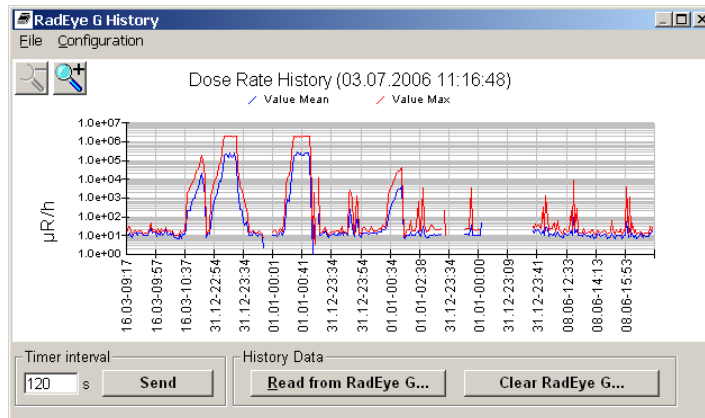 RadEye G History
File Configuration
Dose Rate History (03.07.2006 11:16:48)
Value Mean Value Max
µR/h
1.0e+07
1.0e+06
1.0e+05
1.0e+04
1.0e+03
1.0e+02
1.0e+01
1.0e+00
16.03-09:17
16.03-09:57
16.03-10:37
31.12-22:54
31.12-23:34
01.01-00:01
01.01-00:41
31.12-23:34
31.12-23:54
01.01-00:34
01.01-02:38
31.12-23:34
01.01-00:00
31.12-23:09
31.12-23:41
08.06-12:33
08.06-14:13
08.06-15:53
Timer interval
120 s Send
History Data
Read from RadEye G... Clear RadEye G...